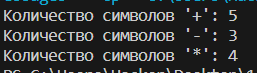 Количество символов '+': 5
Количество символов '-': 3
Количество символов '*': 4